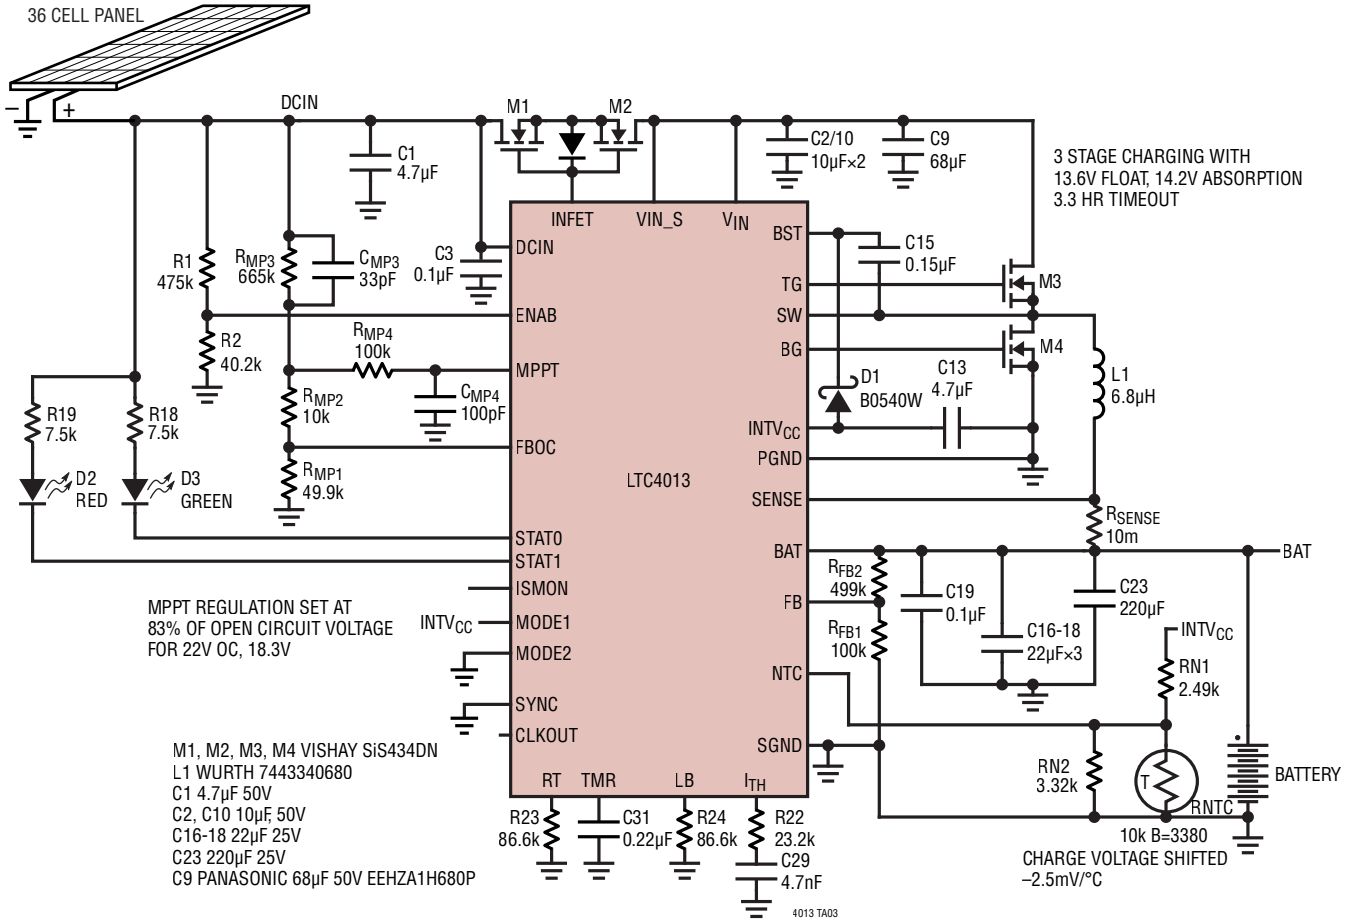 36 CELL PANEL
–
+
DCIN
M1
M2
C1
4.7µF
C2/10
10µF×2
C9
68µF
3 STAGE CHARGING WITH
13.6V FLOAT, 14.2V ABSORPTION
3.3 HR TIMEOUT
INFET
VIN_S
VIN
R1
475k
RMP3
665k
CMP3
33pF
C3
0.1µF
DCIN
BST
C15
0.15µF
TG
M3
ENAB
SW
R2
40.2k
RMP4
100k
BG
M4
MPPT
D1
B0540W
C13
4.7µF
L1
6.8µH
RMP2
10k
CMP4
100pF
R19
7.5k
R18
7.5k
INTVCC
FBOC
PGND
RMP1
49.9k
LTC4013
D2
RED
D3
GREEN
SENSE
RSENSE
10m
STAT0
STAT1
BAT
BAT
RFB2
499k
ISMON
FB
C19
0.1µF
C23
220µF
MPPT REGULATION SET AT
83% OF OPEN CIRCUIT VOLTAGE
FOR 22V OC, 18.3V
INTVCC
MODE1
RFB1
100k
C16-18
22µF×3
INTVCC
MODE2
NTC
RN1
2.49k
SYNC
CLKOUT
SGND
M1, M2, M3, M4 VISHAY SiS434DN
L1 WURTH 7443340680
C1 4.7µF 50V
C2, C10 10µF, 50V
C16-18 22µF 25V
C23 220µF 25V
C9 PANASONIC 68µF 50V EEHZA1H680P
RT
TMR
LB
ITH
RN2
3.32k
T
RNTC
BATTERY
R23
86.6k
C31
0.22µF
R24
86.6k
R22
23.2k
10k B=3380
CHARGE VOLTAGE SHIFTED
–2.5mV/°C
C29
4.7nF
4013 TA03